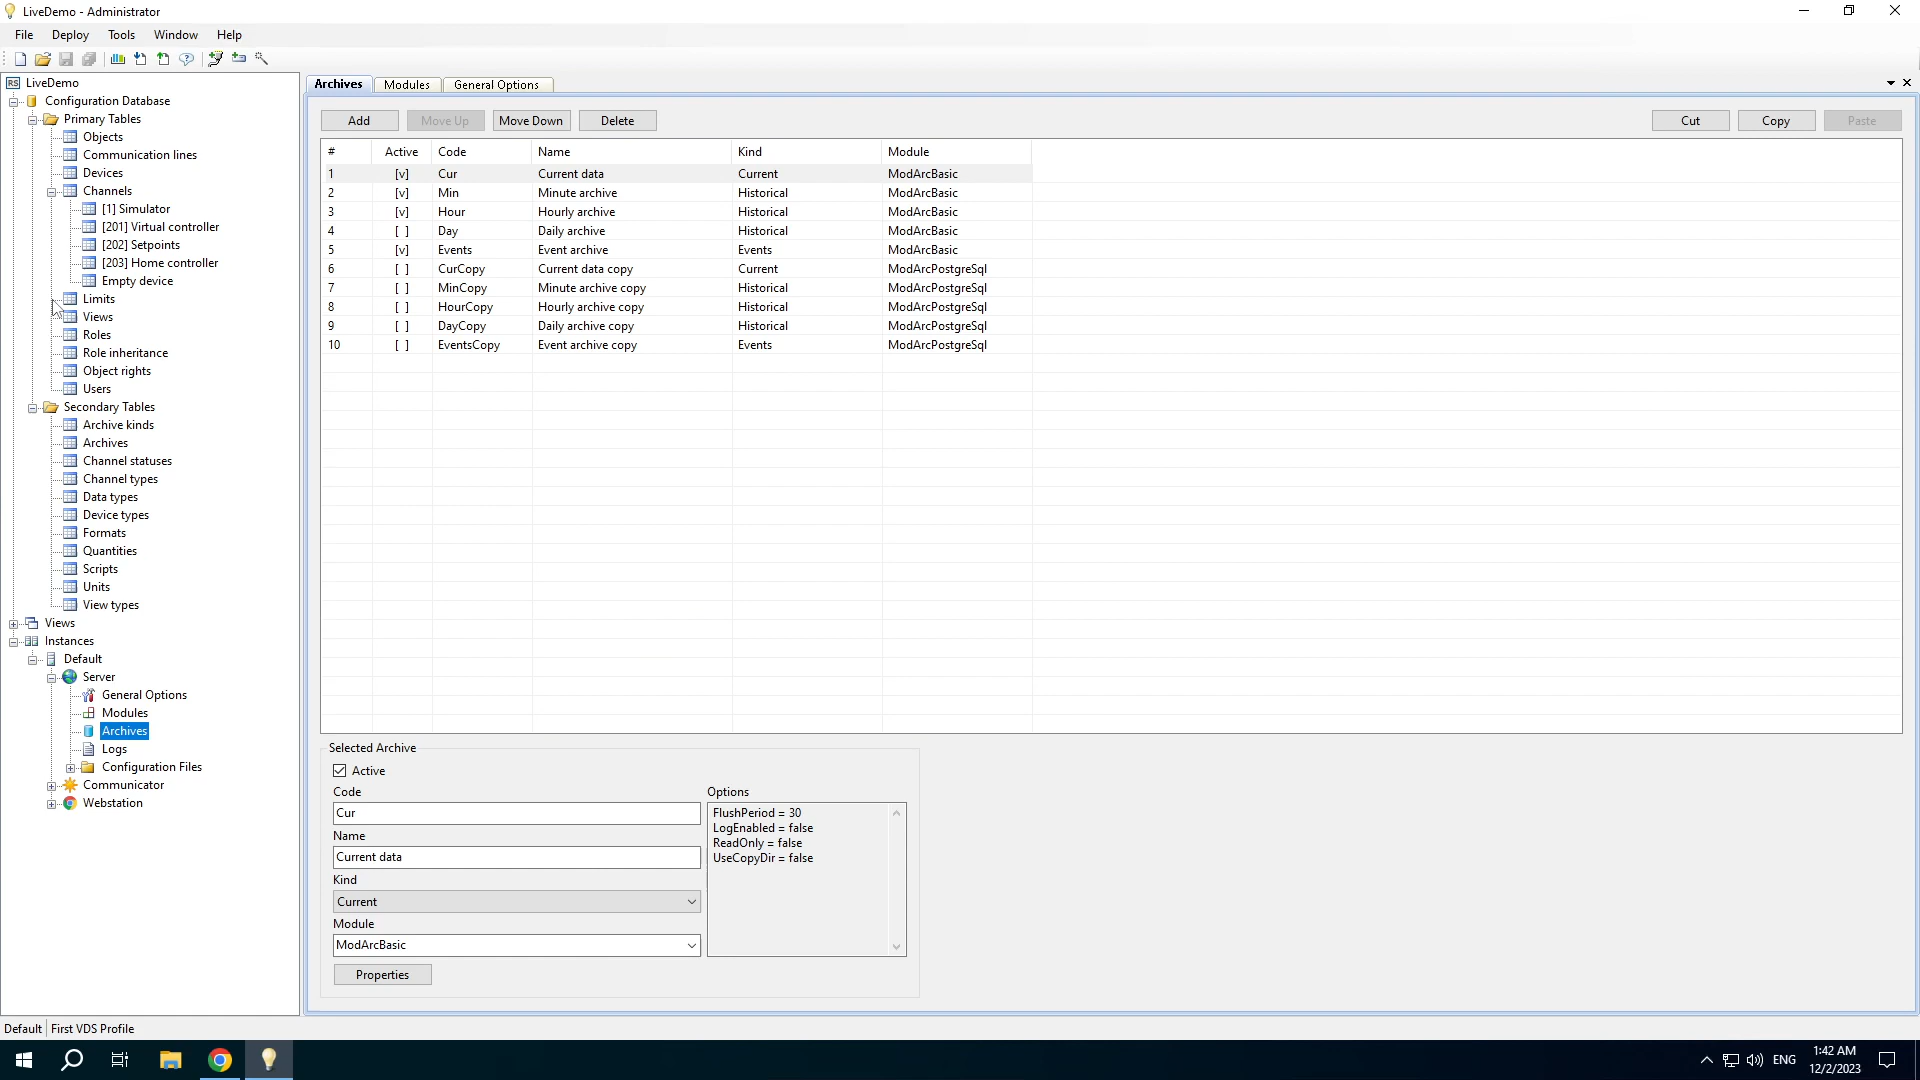 LiveDemo - Administrator
File Deploy Tools Window Help
LiveDemo
Configuration Database
Primary Tables
Objects
Communication lines
Devices
Channels
[1] Simulator
[201] Virtual controller
[202] Setpoints
[203] Home controller
Empty device
Limits
Views
Roles
Role inheritance
Object rights
Users
Secondary Tables
Archive kinds
Archives
Channel statuses
Channel types
Data types
Device types
Formats
Quantities
Scripts
Units
View types
Views
Instances
Default
Server
General Options
Modules
Archives
Logs
Configuration Files
Communicator
Webstation
Archives Modules General Options
Add Move Up Move Down Delete Cut Copy Paste
# Active Code Name Kind Module
1 [v] Cur Current data Current ModArcBasic
2 [v] Min Minute archive Historical ModArcBasic
3 [v] Hour Hourly archive Historical ModArcBasic
4 [ ] Day Daily archive Historical ModArcBasic
5 [v] Events Event archive Events ModArcBasic
6 [ ] CurCopy Current data copy Current ModArcPostgreSql
7 [ ] MinCopy Minute archive copy Historical ModArcPostgreSql
8 [ ] HourCopy Hourly archive copy Historical ModArcPostgreSql
9 [ ] DayCopy Daily archive copy Historical ModArcPostgreSql
10 [ ] EventsCopy Event archive copy Events ModArcPostgreSql
Selected Archive
Active
Code
Cur
Name
Current data
Kind
Current
Module
ModArcBasic
Properties
Options
FlushPeriod = 30
LogEnabled = false
ReadOnly = false
UseCopyDir = false
Default First VDS Profile
ENG
1:42 AM
12/2/2023